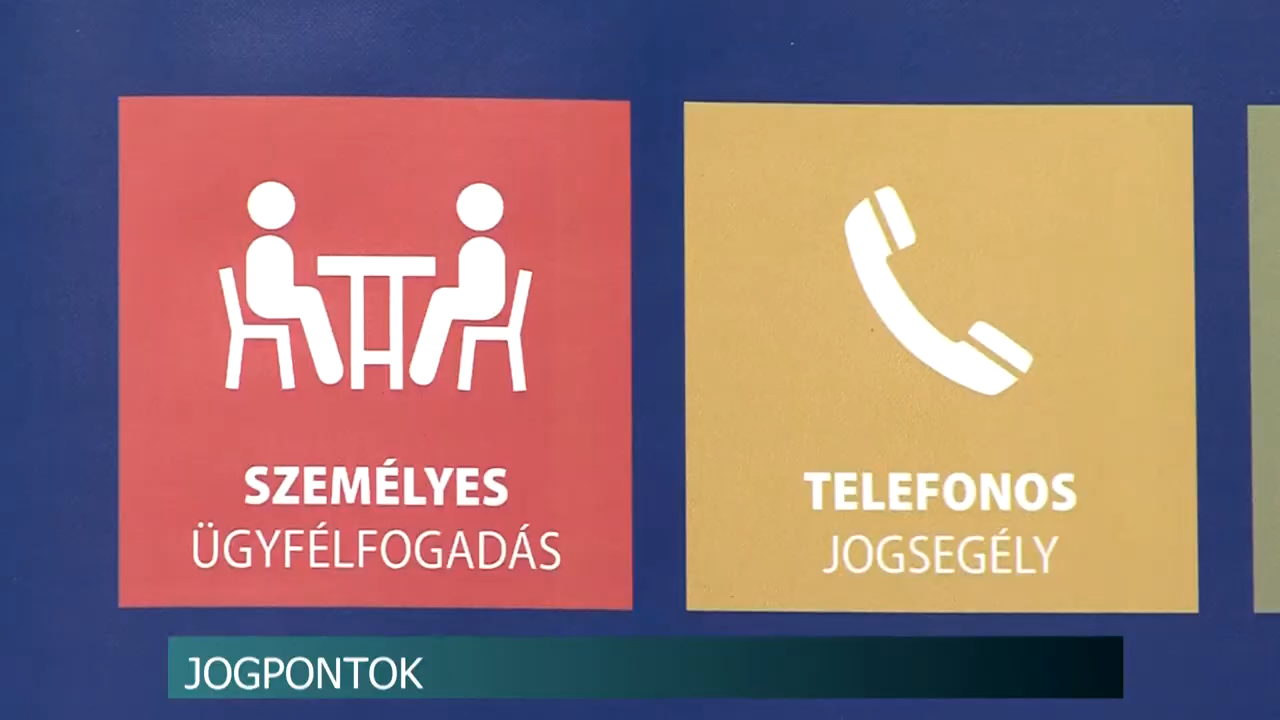 SZEMÉLYES
ÜGYFÉLFOGADÁS
TELEFONOS
JOGSEGÉLY
JOGPONTOK